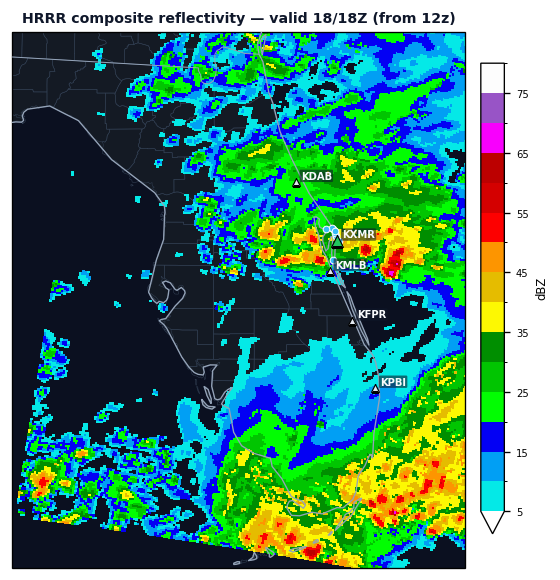 HRRR composite reflectivity — valid 18/18Z (from 12z)
75
65
KDAB
55
KXMR
45
dBZ
KMLB
KFPR
35
KPBI
25
15
5